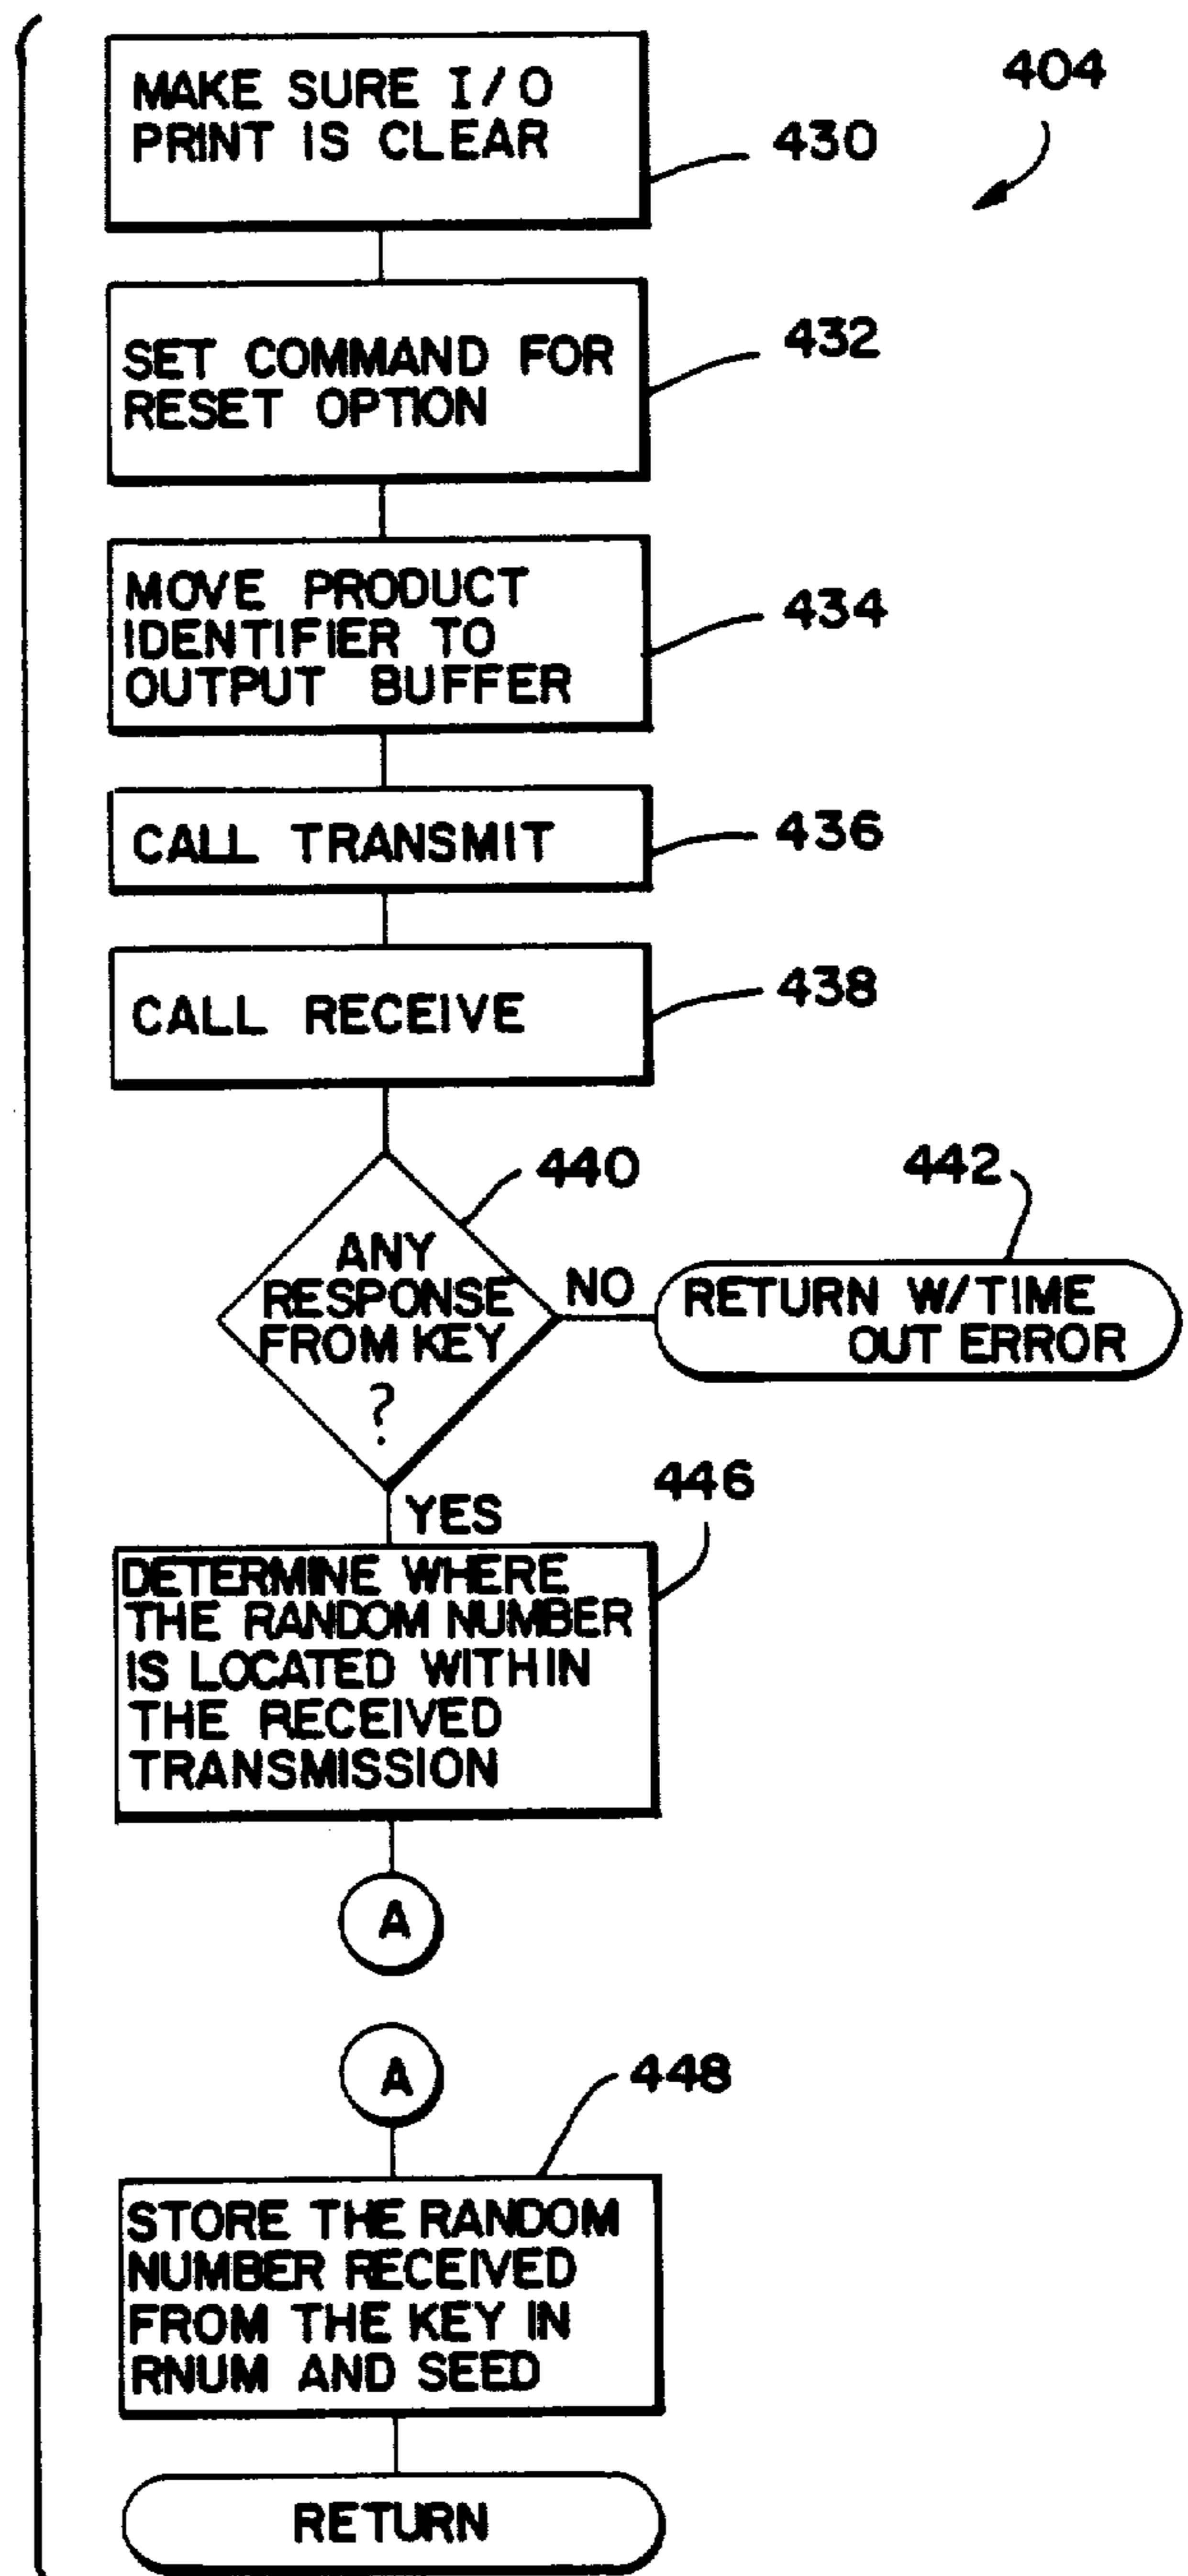 404
MAKE SURE I/O
PRINT IS CLEAR
430
SET COMMAND FOR
RESET OPTION
432
MOVE PRODUCT
IDENTIFIER TO
OUTPUT BUFFER
434
CALL TRANSMIT
436
CALL RECEIVE
438
440
ANY
RESPONSE
FROM KEY
?
NO
442
RETURN W/TIME
OUT ERROR
YES
446
DETERMINE WHERE
THE RANDOM NUMBER
IS LOCATED WITHIN
THE RECEIVED
TRANSMISSION
A
A
448
STORE THE RANDOM
NUMBER RECEIVED
FROM THE KEY IN
RNUM AND SEED
RETURN